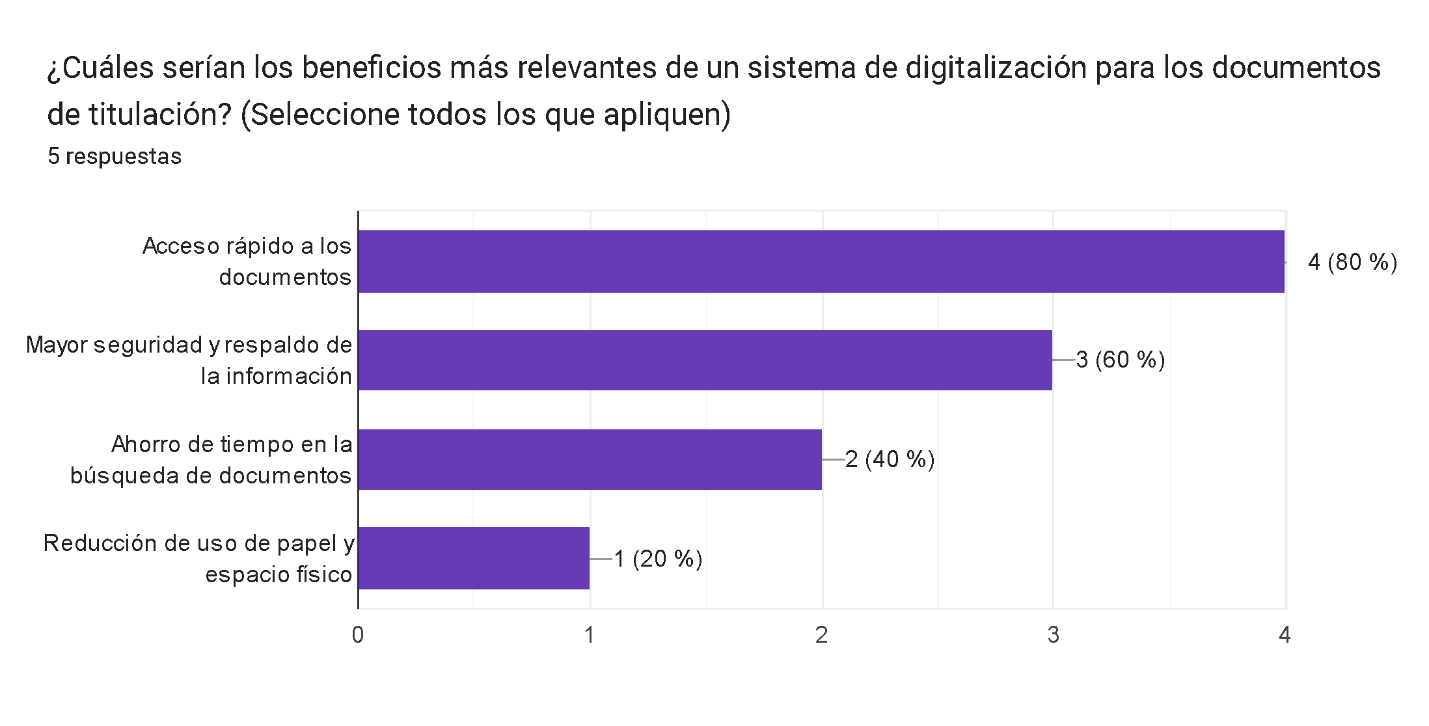 ¿Cuáles serían los beneficios más relevantes de un sistema de digitalización para los documentos
de titulación? (Seleccione todos los que apliquen)
5 respuestas
Acceso rápido a los
documentos
4 (80 %)
Mayor seguridad y respaldo de
la información
3 (60 %)
Ahorro de tiempo en la
búsqueda de documentos
2 (40 %)
Reducción de uso de papel y
espacio físico
1 (20 %)
0 1 2 3 4